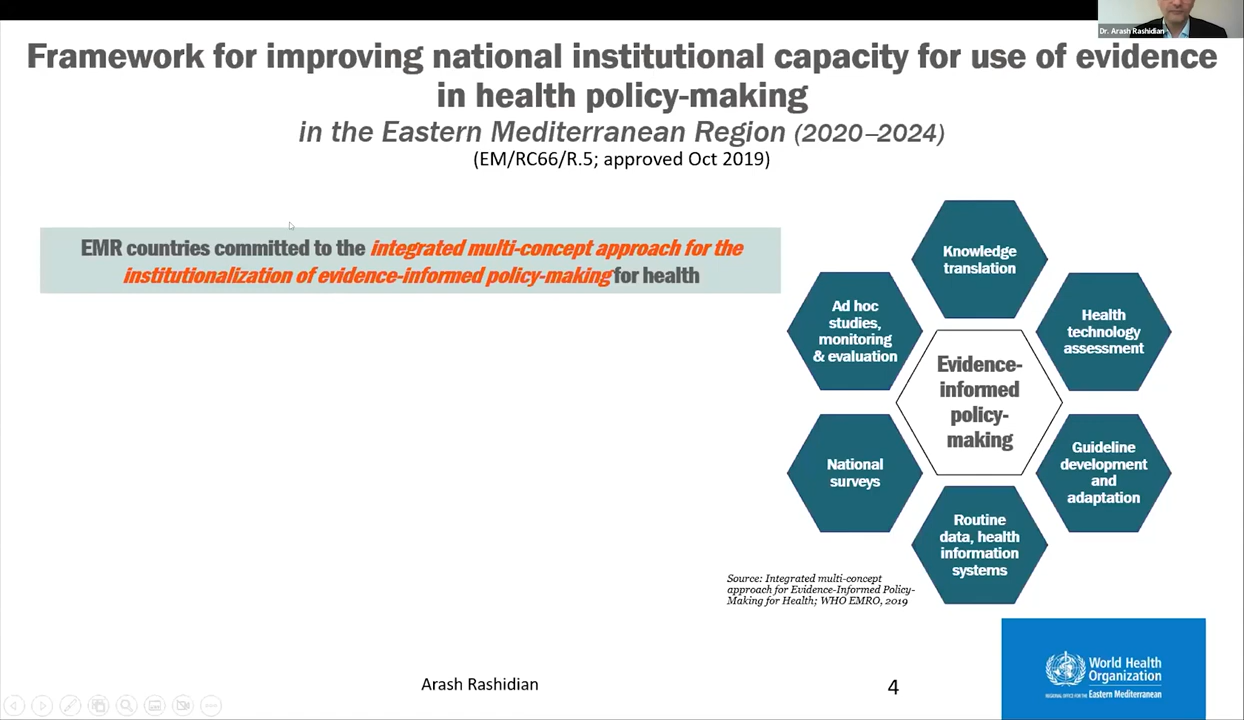 Dr. Arash Rashidian
Framework for improving national institutional capacity for use of evidence
in health policy-making
in the Eastern Mediterranean Region (2020–2024)
(EM/RC66/R.5; approved Oct 2019)
EMR countries committed to the integrated multi-concept approach for the
institutionalization of evidence-informed policy-making for health
Knowledge
translation
Ad hoc
studies,
monitoring
& evaluation
Health
technology
assessment
Evidence-
informed
policy-
making
National
surveys
Guideline
development
and
adaptation
Routine
data, health
information
systems
Source: Integrated multi-concept
approach for Evidence-Informed Policy-
Making for Health; WHO EMRO, 2019
World Health
Organization
REGIONAL OFFICE FOR THE Eastern Mediterranean
Arash Rashidian
4